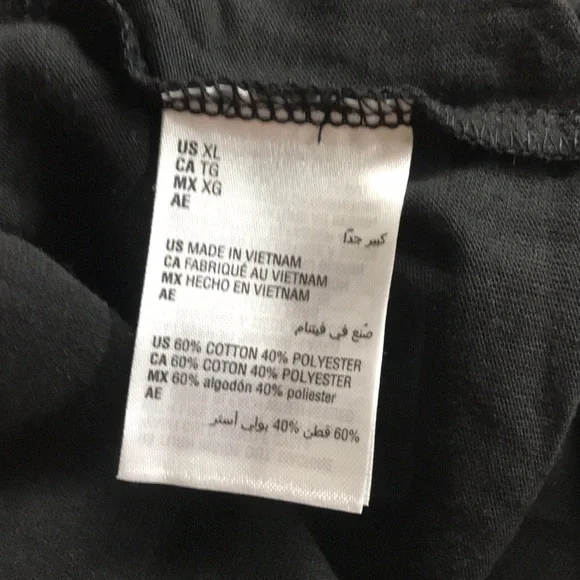 US XL
CA TG
MX XG
AE
كبير جدًا
US MADE IN VIETNAM
CA FABRIQUÉ AU VIETNAM
MX HECHO EN VIETNAM
AE
صُنع في فيتنام
US 60% COTTON 40% POLYESTER
CA 60% COTON 40% POLYESTER
MX 60% algodón 40% poliester
AE
60% قطن 40% بولي أستر